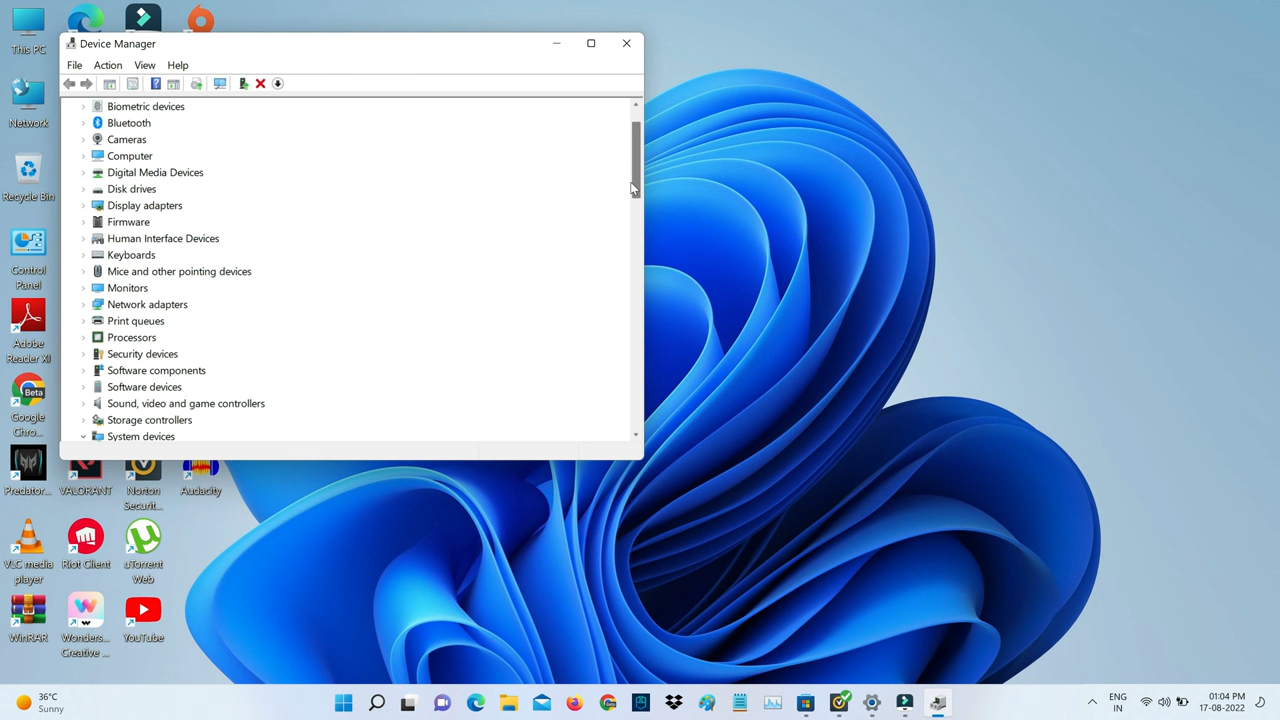 This PC
Device Manager
File Action View Help
Biometric devices
Bluetooth
Cameras
Computer
Digital Media Devices
Disk drives
Display adapters
Firmware
Human Interface Devices
Keyboards
Mice and other pointing devices
Monitors
Network adapters
Print queues
Processors
Security devices
Software components
Software devices
Sound, video and game controllers
Storage controllers
System devices
Network
Recycle Bin
Control
Panel
Adobe
Reader XI
Beta
Google
Chro...
Predator...
VALORANT
Norton
Securit...
Audacity
VLC media
player
Riot Client
uTorrent
Web
WinRAR
Wonders...
Creative ...
YouTube
36°C
Sunny
ENG
IN
01:04 PM
17-08-2022